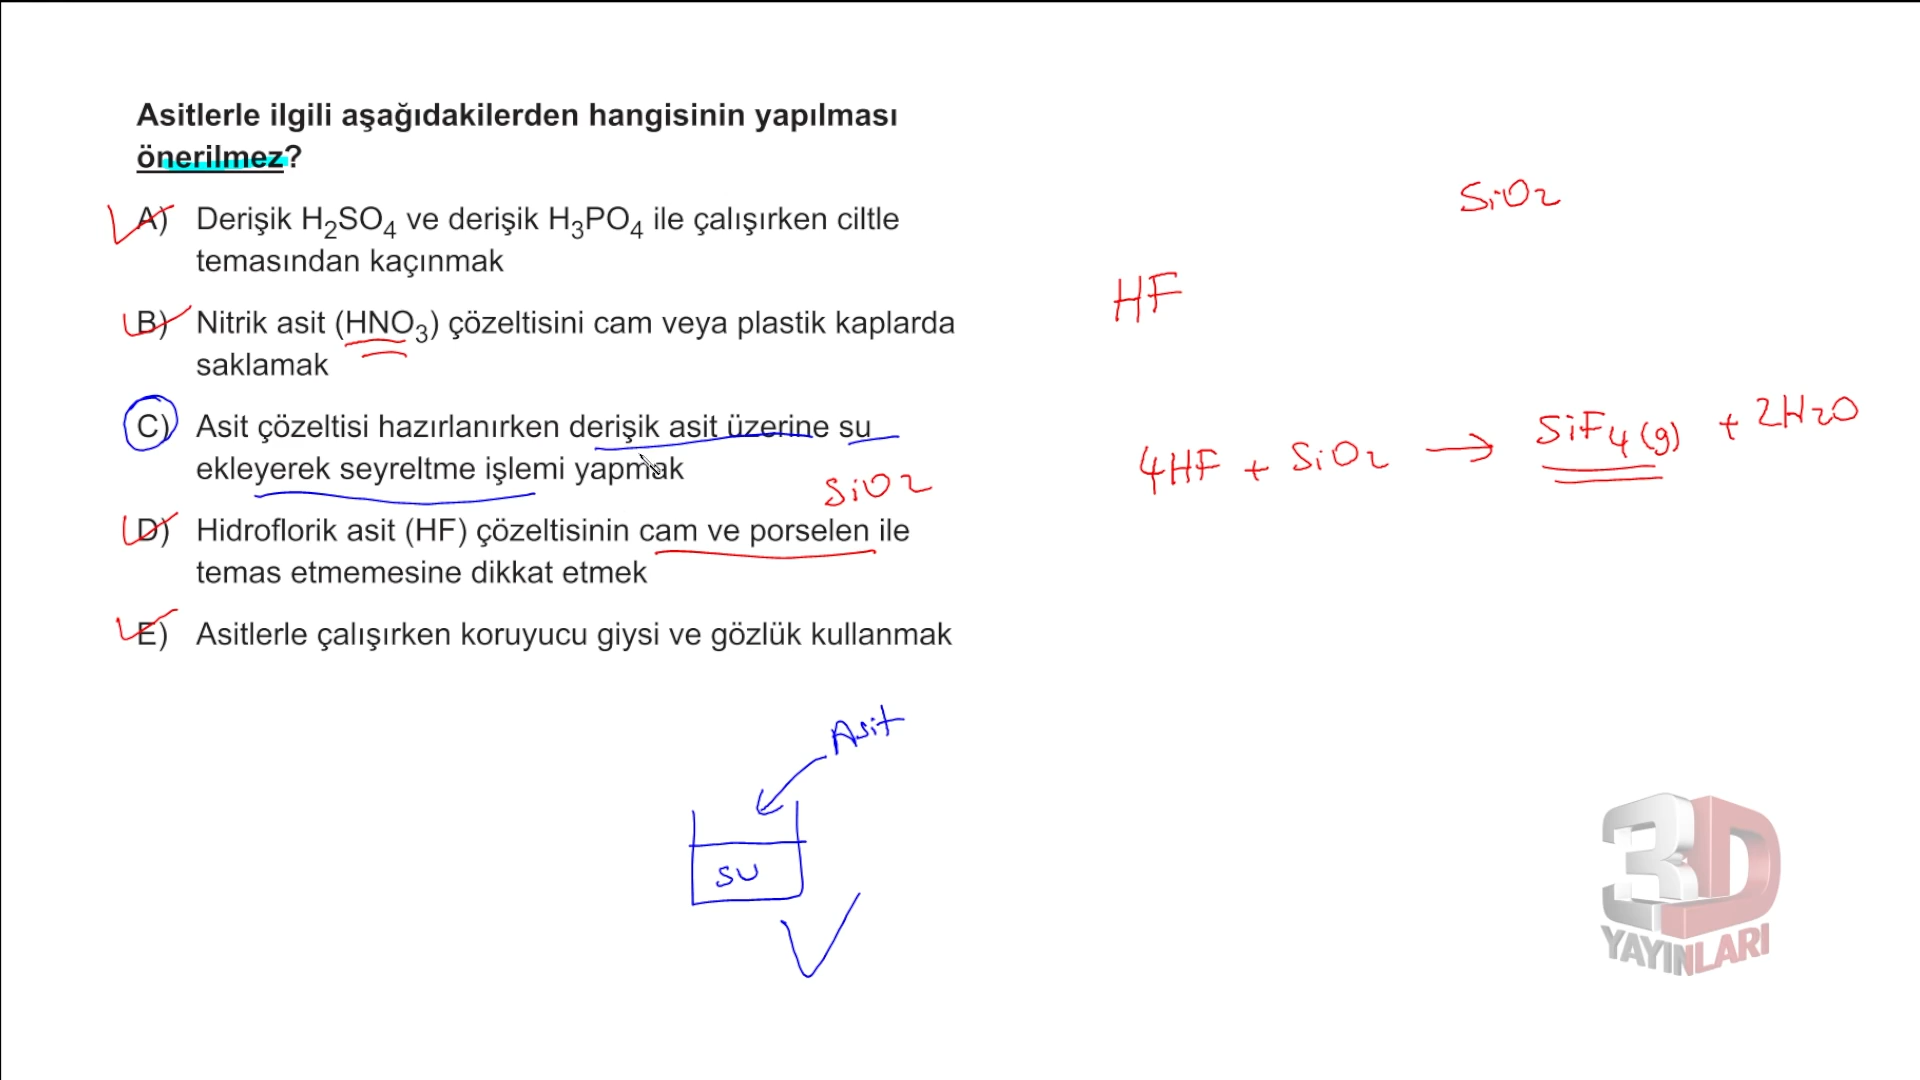 Asitlerle ilgili aşağıdakilerden hangisinin yapılması
önerilmez?
A) Derişik H₂SO₄ ve derişik H₃PO₄ ile çalışırken ciltle
temasından kaçınmak
B) Nitrik asit (HNO₃) çözeltisini cam veya plastik kaplarda
saklamak
C) Asit çözeltisi hazırlanırken derişik asit üzerine su
ekleyerek seyreltme işlemi yapmak
SiO2
D) Hidroflorik asit (HF) çözeltisinin cam ve porselen ile
temas etmemesine dikkat etmek
E) Asitlerle çalışırken koruyucu giysi ve gözlük kullanmak
SiO2
HF
4HF + SiO2 → SiF4(g) + 2H2O
Asit
SU
3D
YAYINLARI